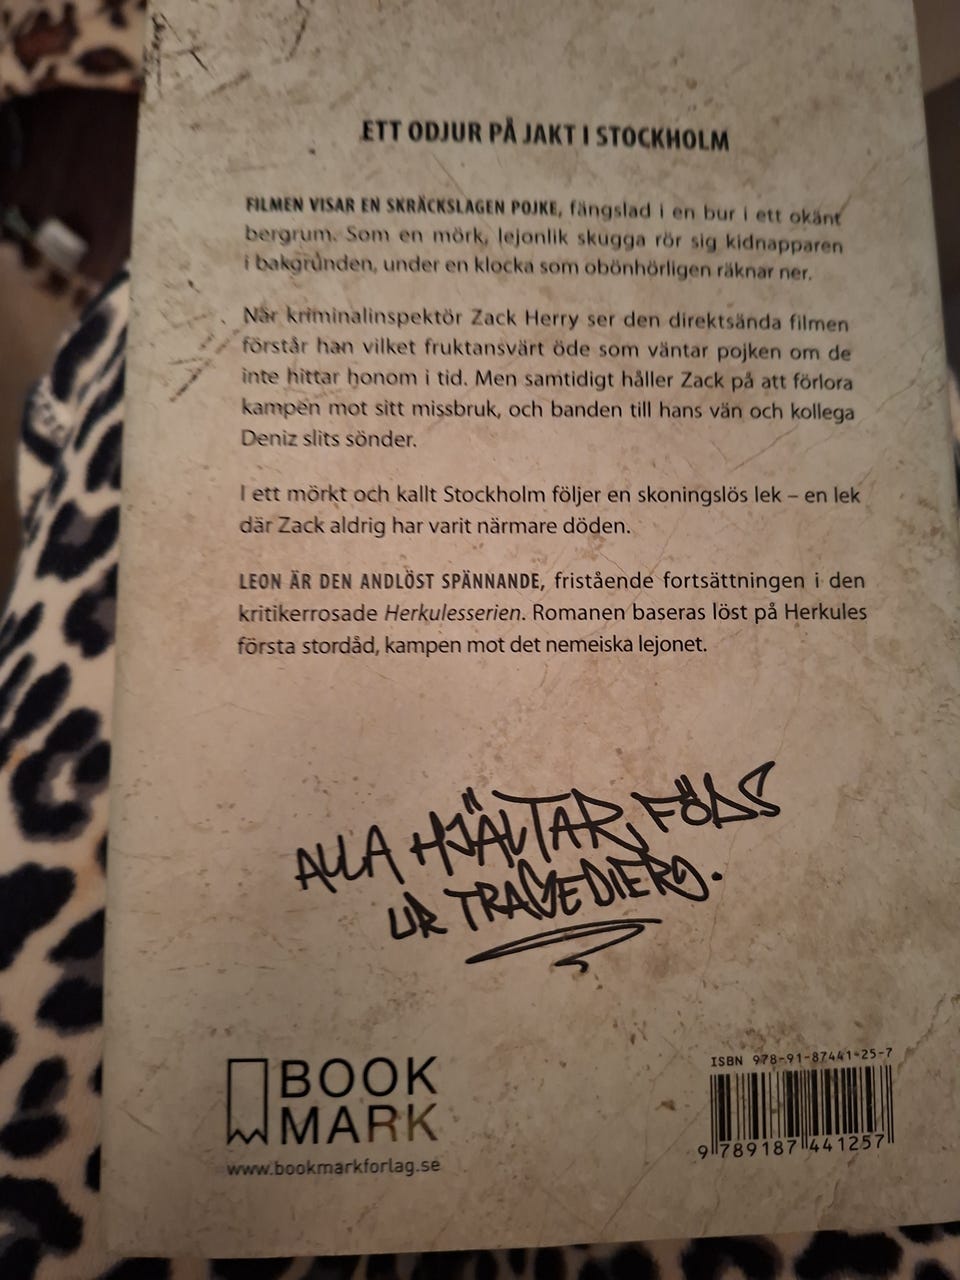 ETT ODJUR PÅ JAKT I STOCKHOLM
FILMEN VISAR EN SKRÄCKSLAGEN POJKE, fängslad i en bur i ett okänt
bergrum. Som en mörk, lejonlik skugga rör sig kidnapparen
i bakgrunden, under en klocka som obönhörligen räknar ner.
När kriminalinspektör Zack Herry ser den direktsända filmen
förstår han vilket fruktansvärt öde som väntar pojken om de
inte hittar honom i tid. Men samtidigt håller Zack på att förlora
kampen mot sitt missbruk, och banden till hans vän och kollega
Deniz slits sönder.
I ett mörkt och kallt Stockholm följer en skoningslös lek – en lek
där Zack aldrig har varit närmare döden.
LEON ÄR DEN ANDLÖST SPÄNNANDE, fristående fortsättningen i den
kritikerrosade Herkulesserien. Romanen baseras löst på Herkules
första stordåd, kampen mot det nemeiska lejonet.
ALLA HJÄLTAR FÖDS
UR TRAGEDIER.
BOOK
MARK
www.bookmarkforlag.se
ISBN 978-91-87441-25-7
9 789187 441257